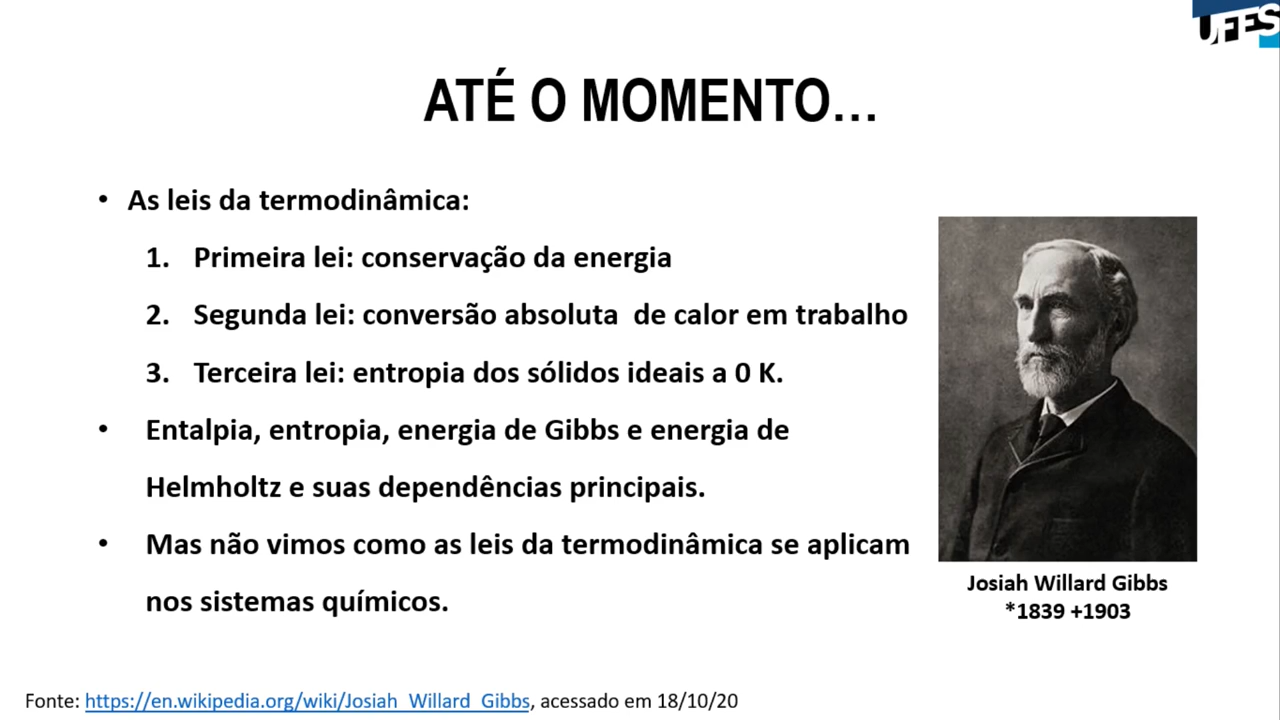 UFES
ATÉ O MOMENTO...
• As leis da termodinâmica:
1. Primeira lei: conservação da energia
2. Segunda lei: conversão absoluta  de calor em trabalho
3. Terceira lei: entropia dos sólidos ideais a 0 K.
• Entalpia, entropia, energia de Gibbs e energia de
Helmholtz e suas dependências principais.
• Mas não vimos como as leis da termodinâmica se aplicam
nos sistemas químicos.
Josiah Willard Gibbs
*1839 +1903
Fonte: https://en.wikipedia.org/wiki/Josiah_Willard_Gibbs, acessado em 18/10/20